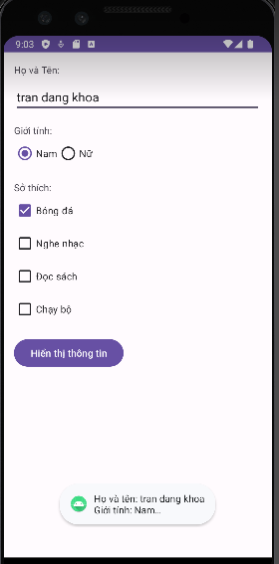 9:03
Họ và Tên:
tran dang khoa
Giới tính:
Nam Nữ
Sở thích:
Bóng đá
Nghe nhạc
Đọc sách
Chạy bộ
Hiển thị thông tin
Họ và tên: tran dang khoa
Giới tính: Nam...